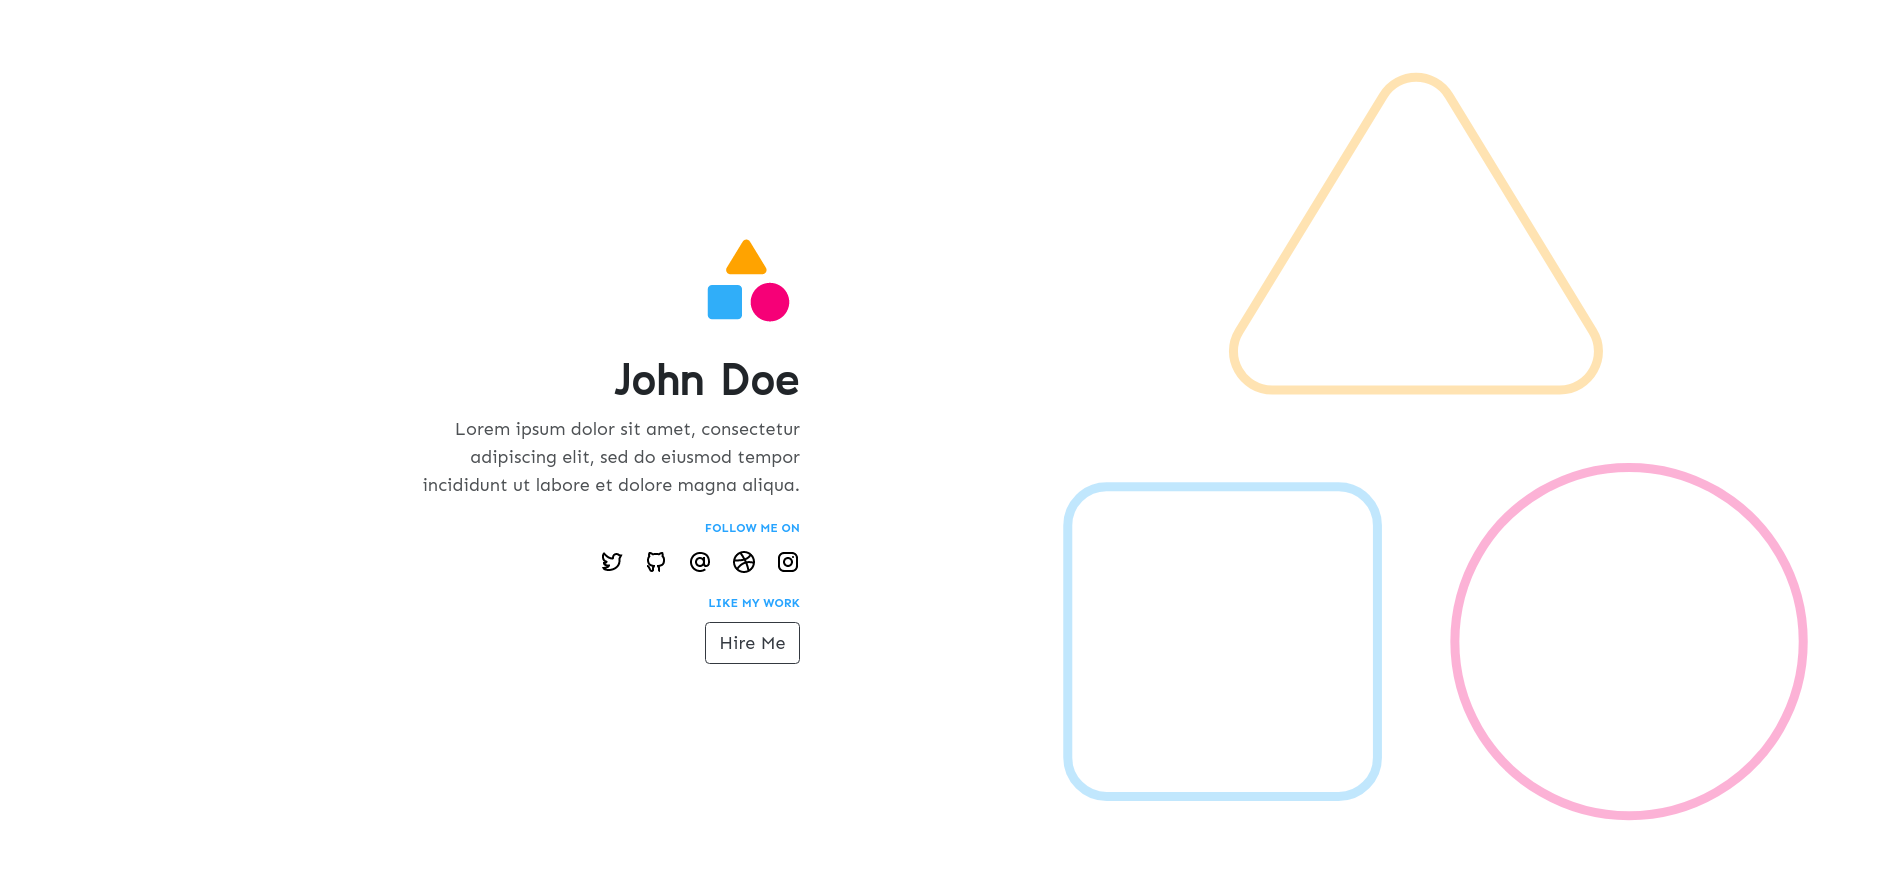 John Doe
Lorem ipsum dolor sit amet, consectetur
adipiscing elit, sed do eiusmod tempor
incididunt ut labore et dolore magna aliqua.
FOLLOW ME ON
LIKE MY WORK
Hire Me